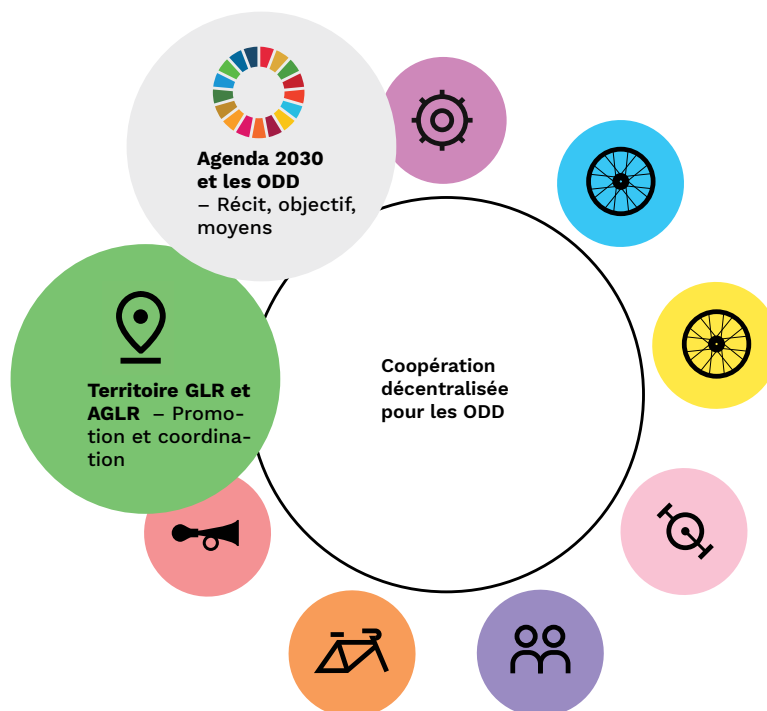 Agenda 2030
et les ODD
– Récit, objectif,
moyens
Territoire GLR et
AGLR – Promo-
tion et coordina-
tion
Coopération
décentralisée
pour les ODD